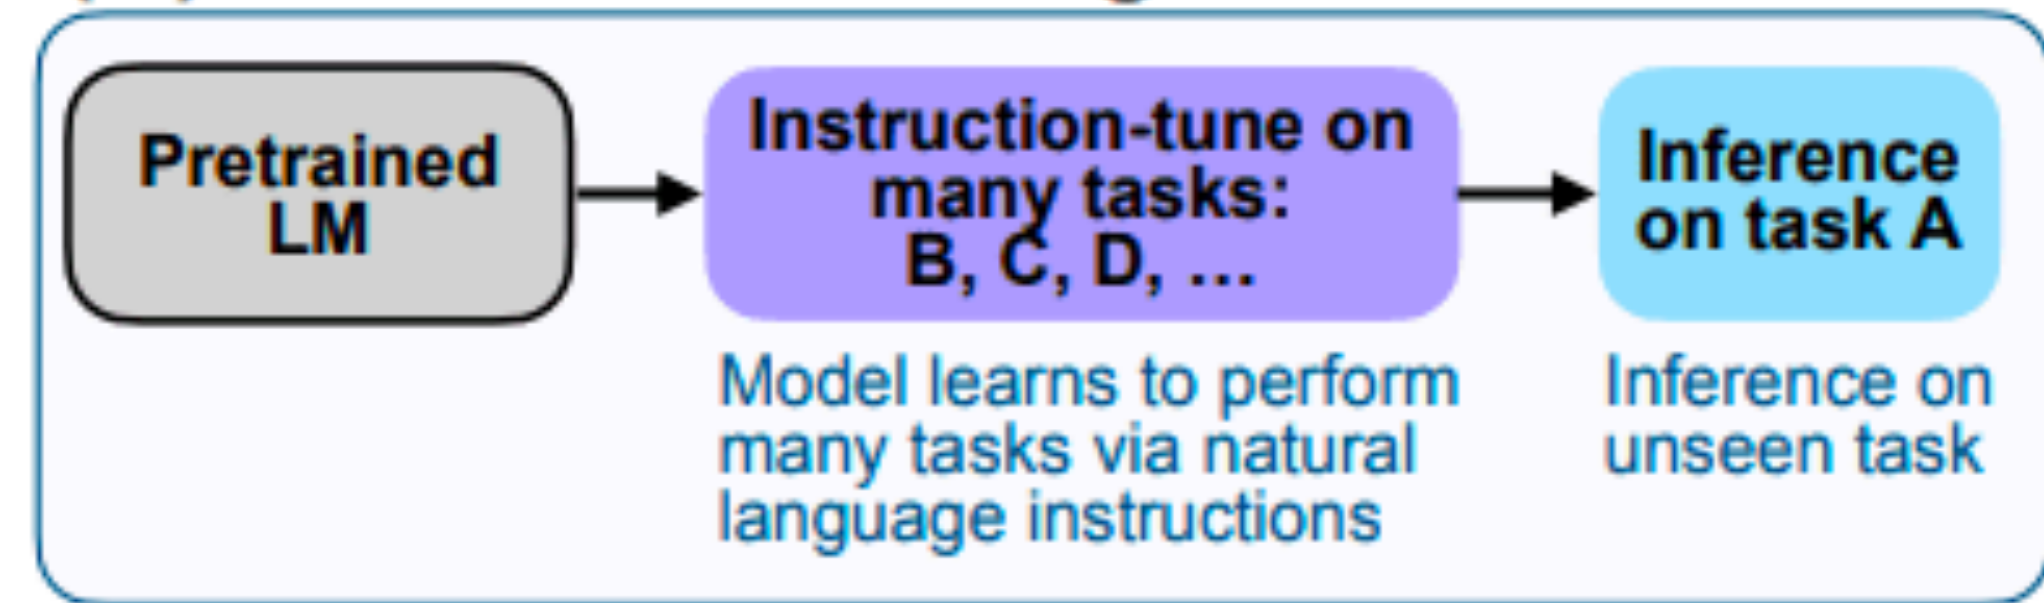 Pretrained
LM
Instruction-tune on
many tasks:
B, C, D, ...
Inference
on task A
Model learns to perform
many tasks via natural
language instructions
Inference on
unseen task